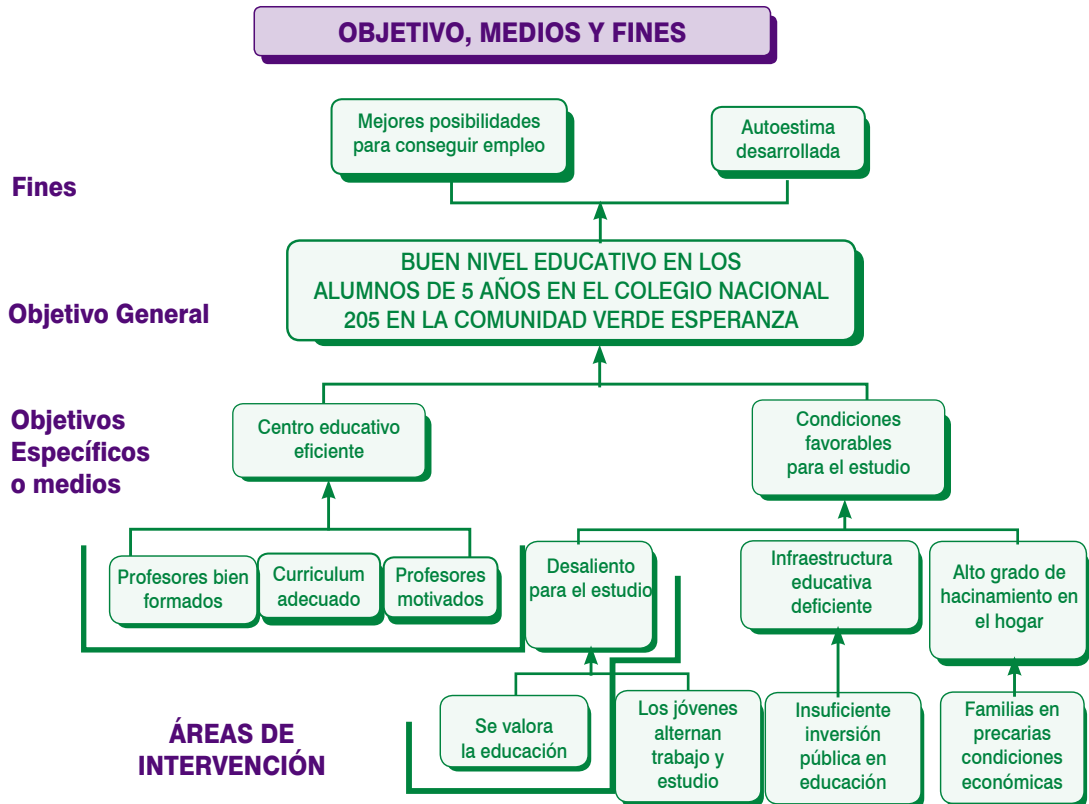 OBJETIVO, MEDIOS Y FINES
Mejores posibilidades
para conseguir empleo
Autoestima
desarrollada
Fines
BUEN NIVEL EDUCATIVO EN LOS
ALUMNOS DE 5 AÑOS EN EL COLEGIO NACIONAL
205 EN LA COMUNIDAD VERDE ESPERANZA
Objetivo General
Objetivos
Específicos
o medios
Centro educativo
eficiente
Condiciones
favorables
para el estudio
Profesores bien
formados
Curriculum
adecuado
Profesores
motivados
Desaliento
para el estudio
Infraestructura
educativa
deficiente
Alto grado de
hacinamiento en
el hogar
ÁREAS DE
INTERVENCIÓN
Se valora
la educación
Los jóvenes
alternan
trabajo y
estudio
Insuficiente
inversión
pública en
educación
Familias en
precarias
condiciones
económicas